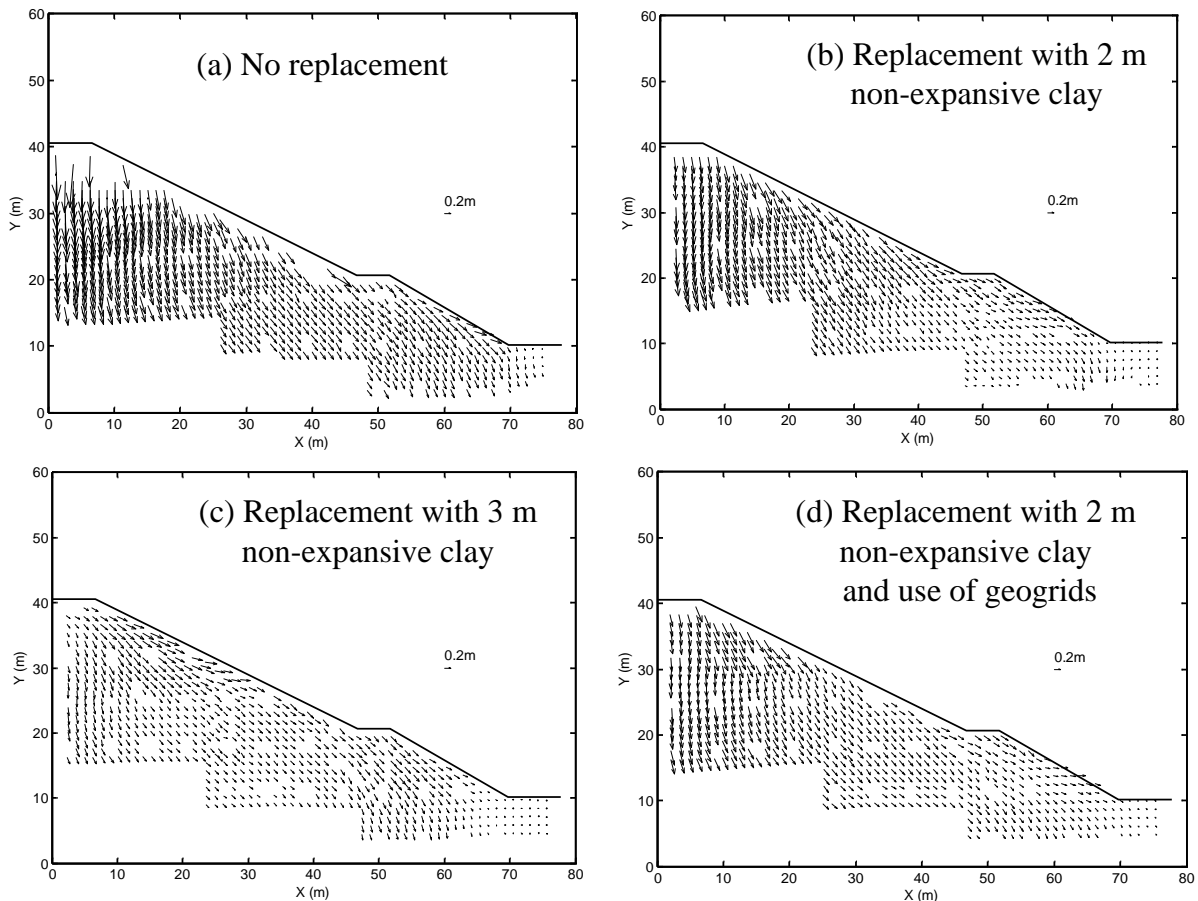 60
50
40
30
20
10
0
Y (m)
(a) No replacement
0.2m
0 10 20 30 40 50 60 70 80
X (m)
60
50
40
30
20
10
0
Y (m)
(b) Replacement with 2 m
non-expansive clay
0.2m
0 10 20 30 40 50 60 70 80
X (m)
60
50
40
30
20
10
0
Y (m)
(c) Replacement with 3 m
non-expansive clay
0.2m
0 10 20 30 40 50 60 70 80
X (m)
60
50
40
30
20
10
0
Y (m)
(d) Replacement with 2 m
non-expansive clay
and use of geogrids
0.2m
0 10 20 30 40 50 60 70 80
X (m)